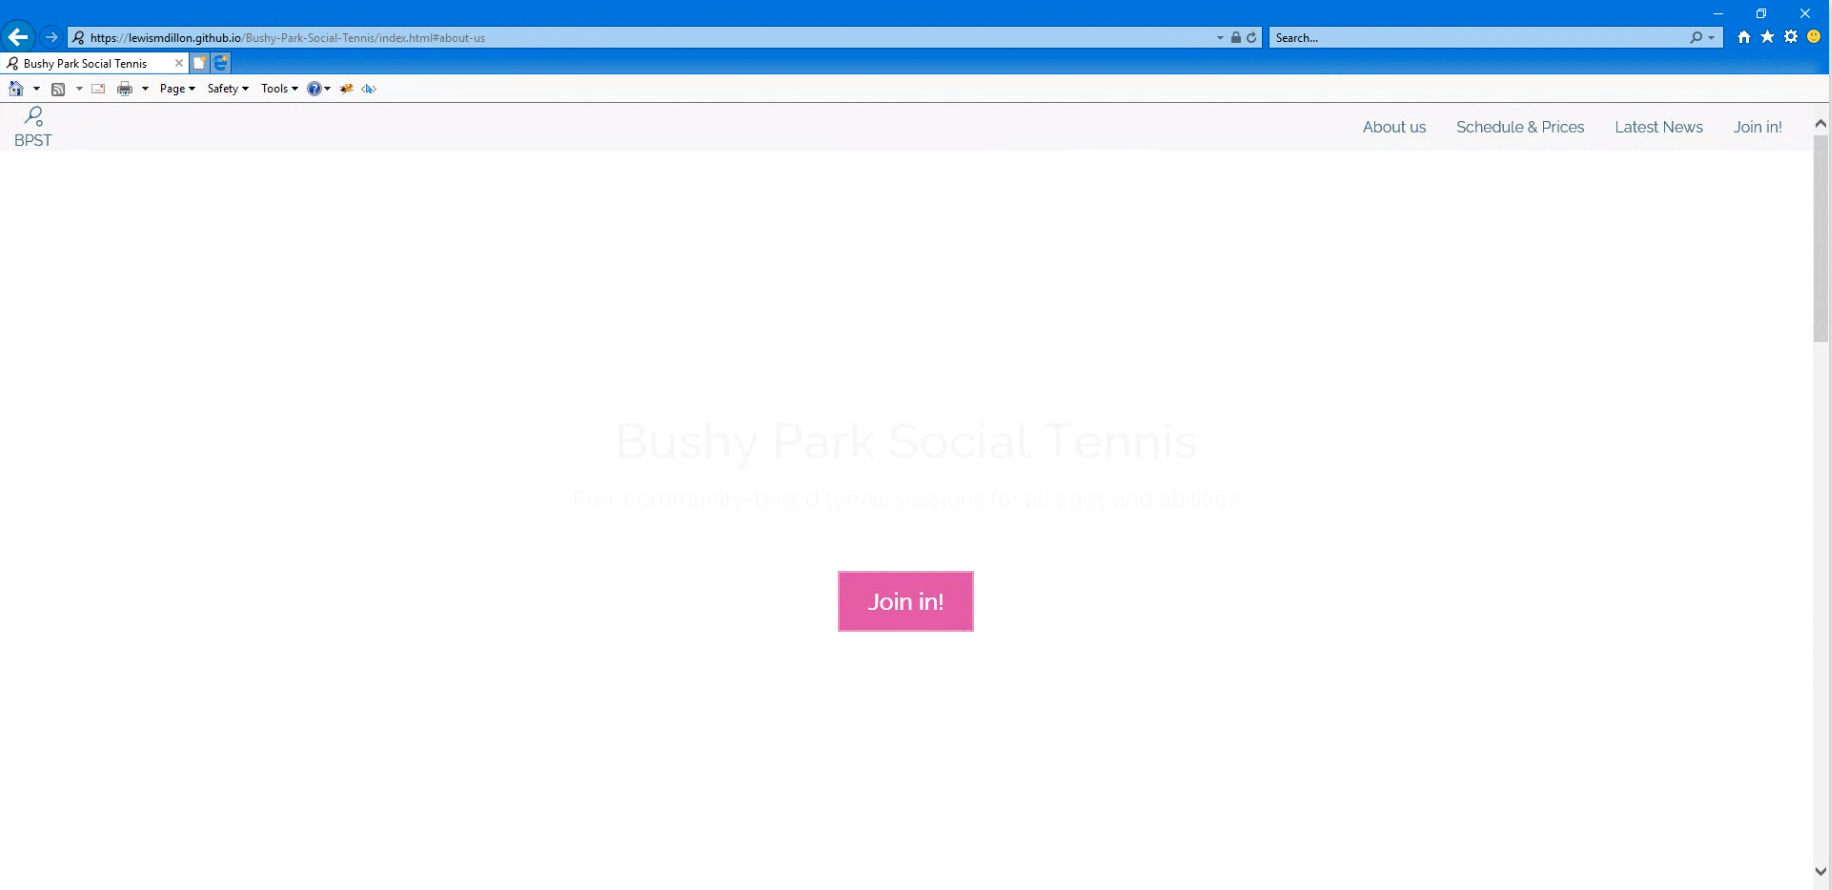 https://lewismdillon.github.io/Bushy-Park-Social-Tennis/index.html#about-us
Search...
Bushy Park Social Tennis
Page
Safety
Tools
BPST
About us
Schedule & Prices
Latest News
Join in!
Bushy Park Social Tennis
Fun, community-based tennis sessions for all ages and abilities
Join in!